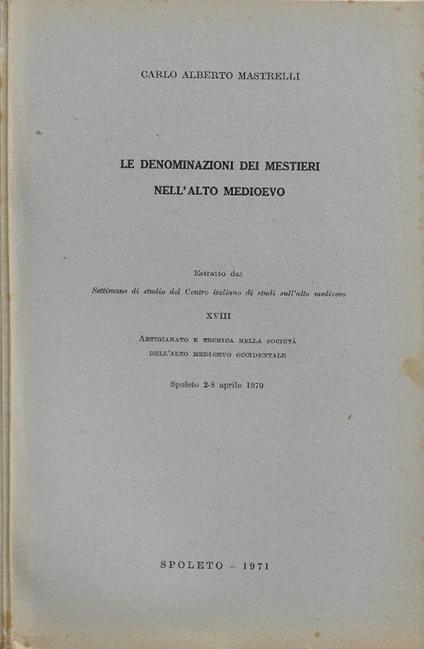 CARLO ALBERTO MASTRELLI
LE DENOMINAZIONI DEI MESTIERI
NELL'ALTO MEDIOEVO
Estratto da:
Settimane di studio del Centro italiano di studi sull'alto medioevo
XVIII
ARTIGIANATO E TECNICA NELLA SOCIETÀ
DELL'ALTO MEDIOEVO OCCIDENTALE
Spoleto 2-8 aprile 1970
SPOLETO - 1971